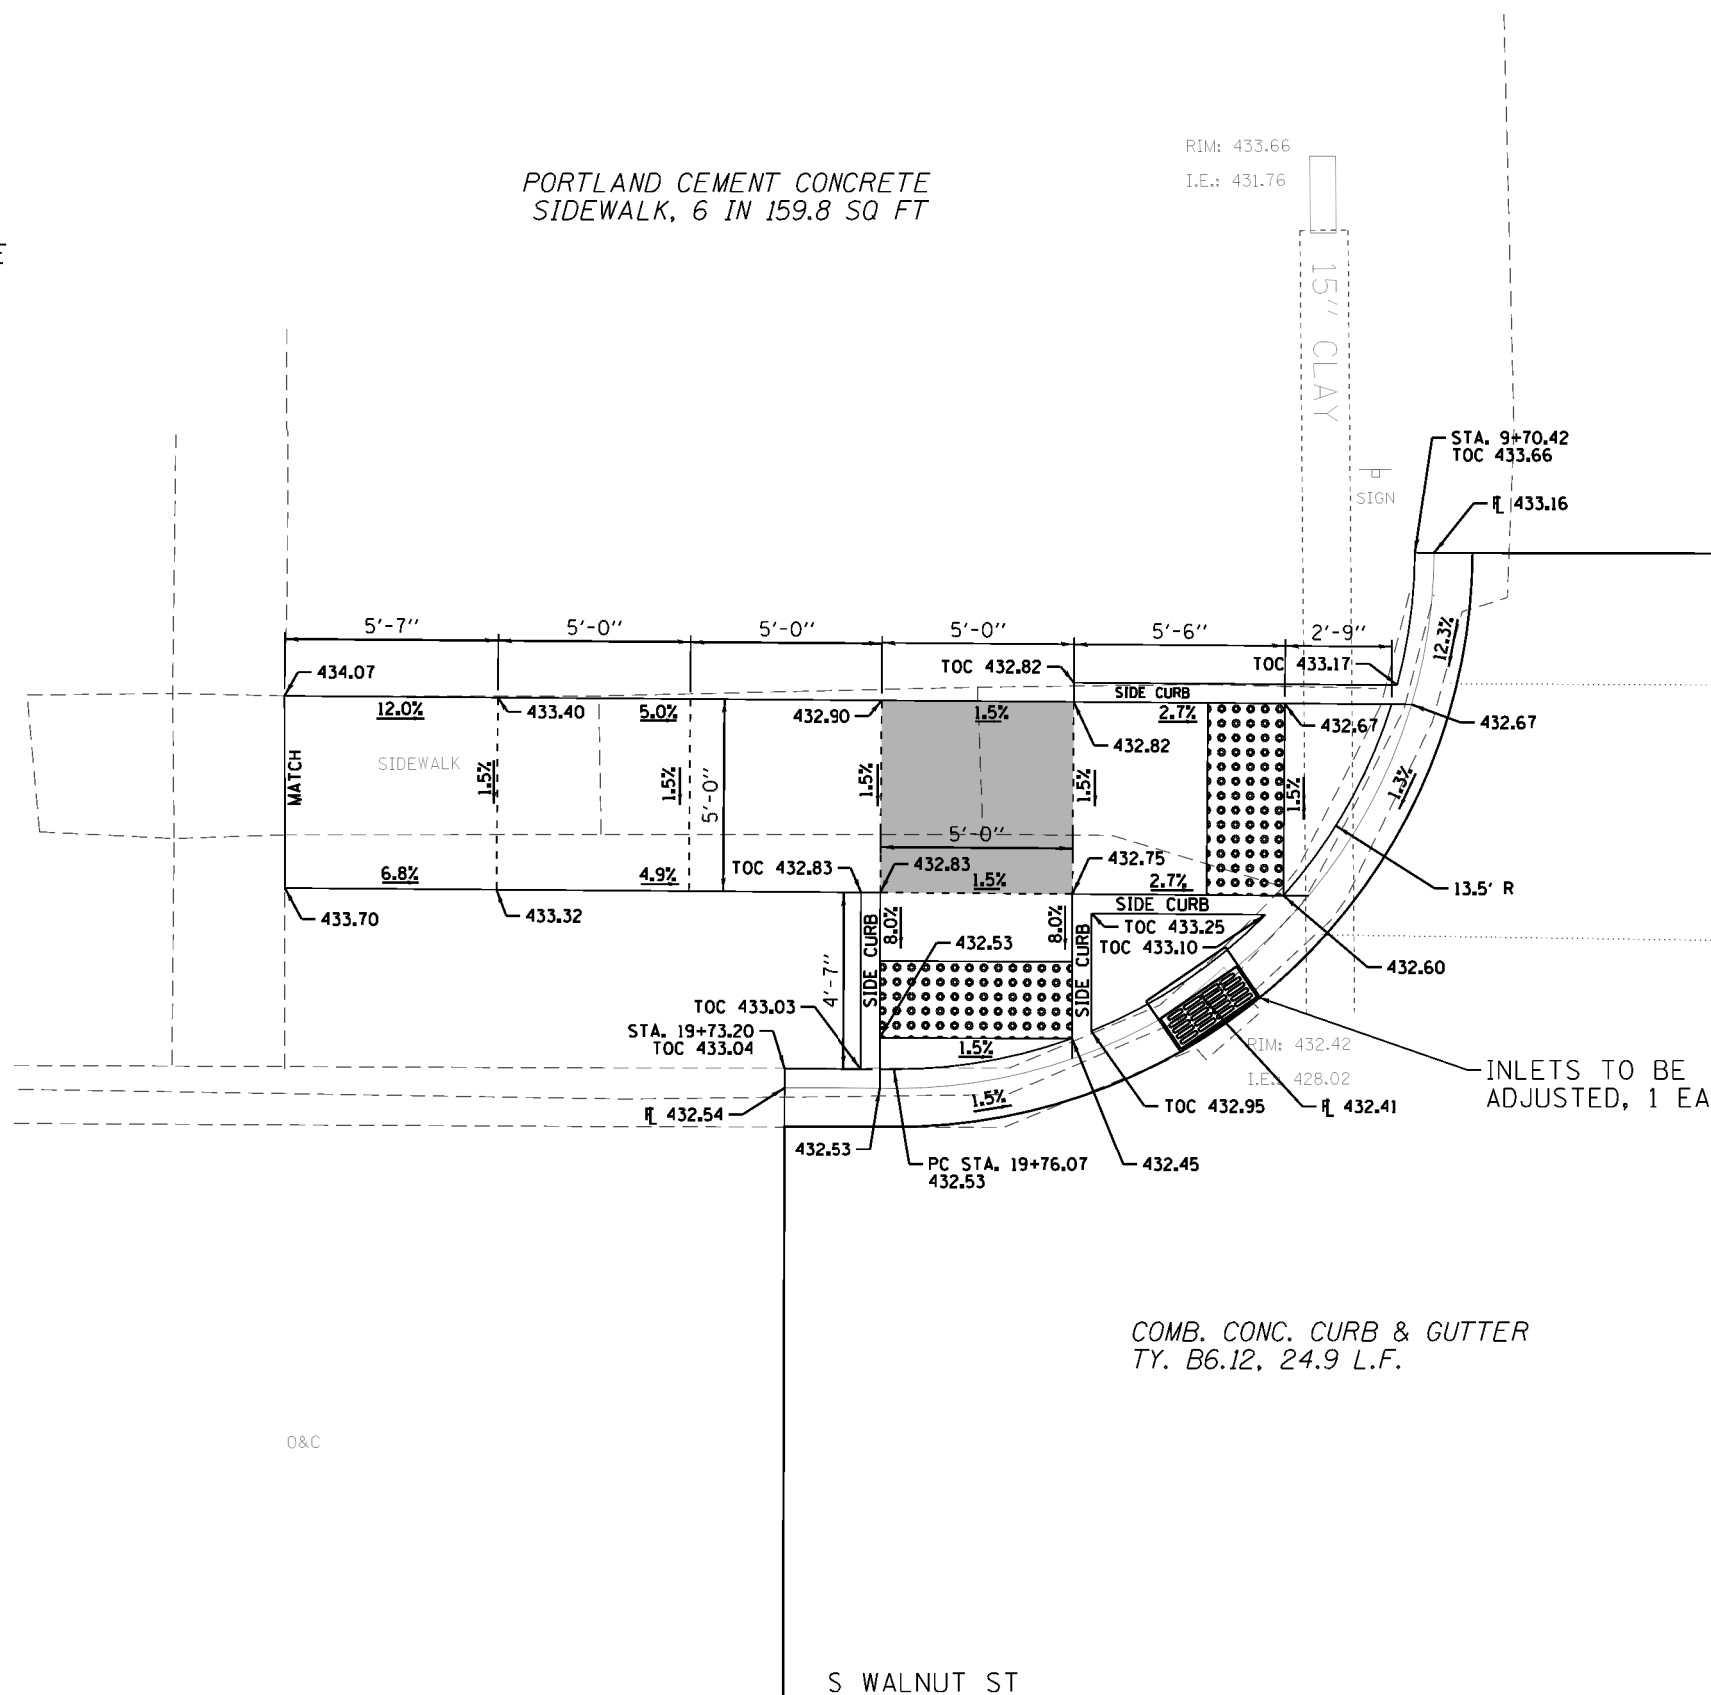 RIM: 433.66
I.E.: 431.76
PORTLAND CEMENT CONCRETE
SIDEWALK, 6 IN 159.8 SQ FT
15" CLAY
STA. 9+70.42
TOC 433.66
SIGN
FL 433.16
5'-7"
5'-0"
5'-0"
5'-0"
5'-6"
2'-9"
12.3%
TOC 432.82
TOC 433.17
434.07
SIDE CURB
12.0%
433.40
5.0%
432.90
1.5%
2.7%
432.67
432.67
432.82
MATCH
SIDEWALK
1.5%
1.5%
5'-0"
1.5%
1.5%
1.5%
1.3%
5'-0"
TOC 432.83
432.83
432.75
6.8%
4.9%
1.5%
2.7%
13.5' R
433.70
433.32
SIDE CURB
8.0%
8.0%
432.53
TOC 433.25
TOC 433.10
SIDE CURB
SIDE CURB
4'-7"
432.60
TOC 433.03
STA. 19+73.20
TOC 433.04
1.5%
RIM: 432.42
I.E.: 428.02
INLETS TO BE
ADJUSTED, 1 EA
FL 432.54
1.5%
TOC 432.95
FL 432.41
432.53
PC STA. 19+76.07
432.53
432.45
COMB. CONC. CURB & GUTTER
TY. B6.12, 24.9 L.F.
O&C
S WALNUT ST